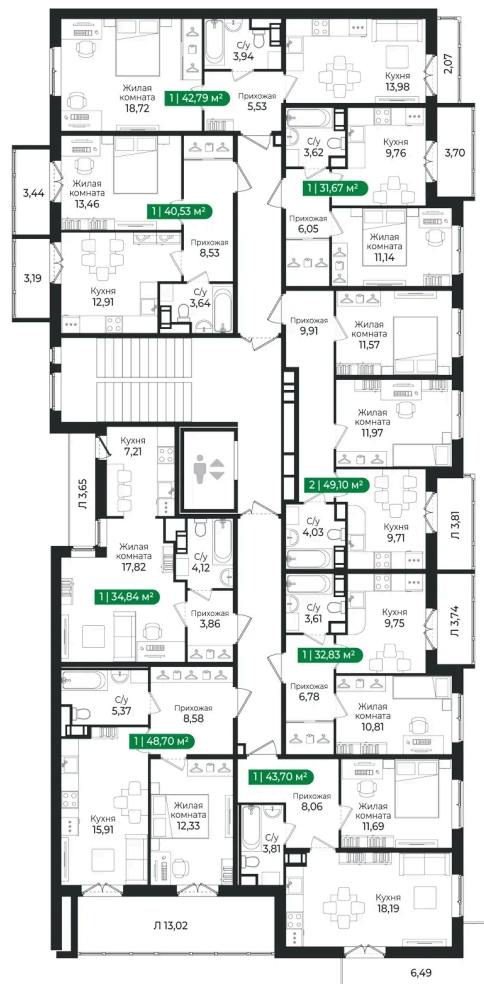 С/у
3,94
Кухня
13,98
2,07
Жилая
комната
18,72
1 | 42,79 м²
Прихожая
5,53
С/у
3,62
Кухня
9,76
3,70
3,44
Жилая
комната
13,46
1 | 40,53 м²
1 | 31,67 м²
6,05
Прихожая
Жилая
комната
11,14
Прихожая
8,53
3,19
12,91
Кухня
С/у
3,64
Прихожая
9,91
Жилая
комната
11,57
Жилая
комната
11,97
Кухня
7,21
Л 3,65
2 | 49,10 м²
С/у
4,03
Кухня
9,71
Л 3,81
Жилая
комната
17,82
С/у
4,12
1 | 34,84 м²
Прихожая
3,86
С/у
3,61
Кухня
9,75
Л 3,74
1 | 32,83 м²
Прихожая
6,78
Жилая
комната
10,81
С/у
5,37
Прихожая
8,58
1 | 48,70 м²
1 | 43,70 м²
Прихожая
8,06
Жилая
комната
11,69
Кухня
15,91
Жилая
комната
12,33
С/у
3,81
Кухня
18,19
Л 13,02
6,49